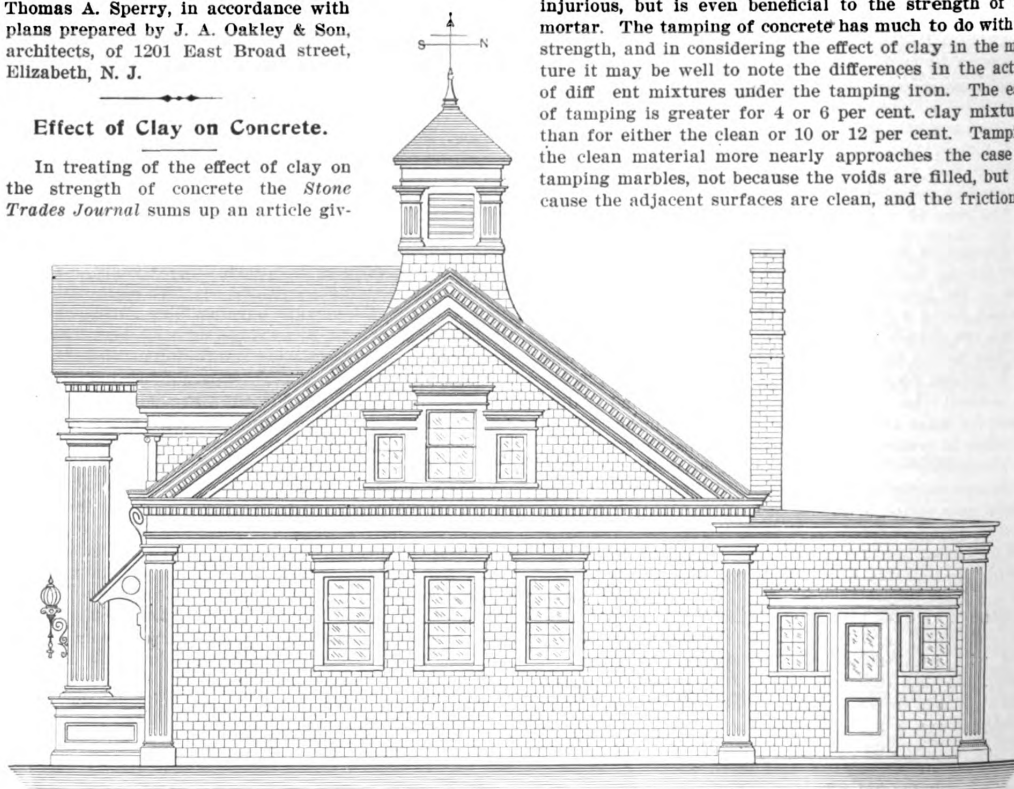 Thomas A. Sperry, in accordance with
plans prepared by J. A. Oakley & Son,
architects, of 1201 East Broad street,
Elizabeth, N. J.
Effect of Clay on Concrete.
In treating of the effect of clay on
the strength of concrete the Stone
Trades Journal sums up an article giv-
injurious, but is even beneficial to the strength of
mortar. The tamping of concrete has much to do with
strength, and in considering the effect of clay in the m
ture it may be well to note the differences in the act
of diff ent mixtures under the tamping iron. The e
of tamping is greater for 4 or 6 per cent. clay mixtu
than for either the clean or 10 or 12 per cent. Tamp
the clean material more nearly approaches the case
tamping marbles, not because the voids are filled, but
cause the adjacent surfaces are clean, and the friction
S N